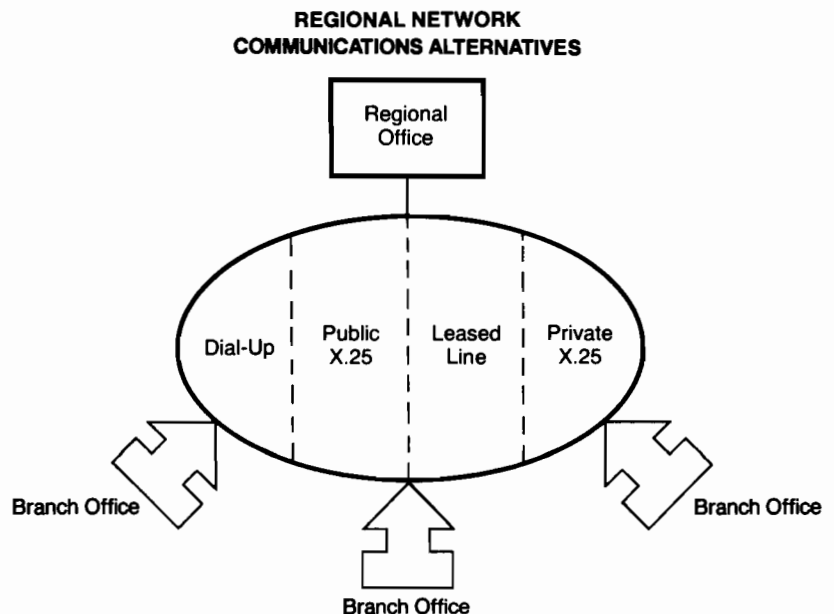 REGIONAL NETWORK
COMMUNICATIONS ALTERNATIVES
Regional
Office
Dial-Up
Public
X.25
Leased
Line
Private
X.25
Branch Office
Branch Office
Branch Office